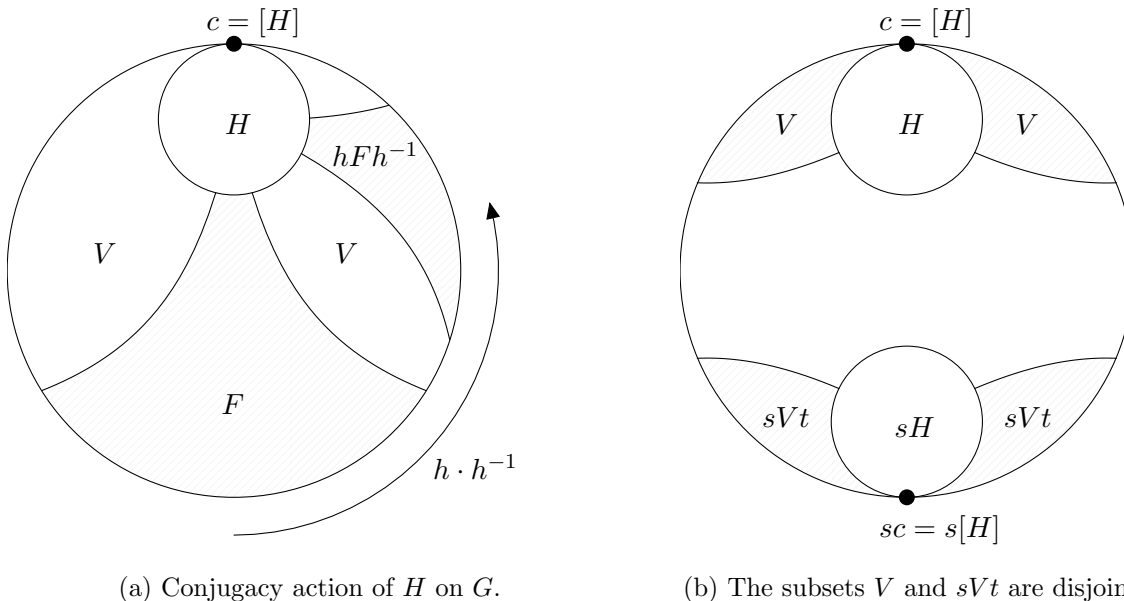 c = [H]
H
hFh⁻¹
V
V
F
h · h⁻¹
(a) Conjugacy action of H on G.
c = [H]
V
H
V
sVt
sH
sVt
sc = s[H]
(b) The subsets V and sVt are disjoin